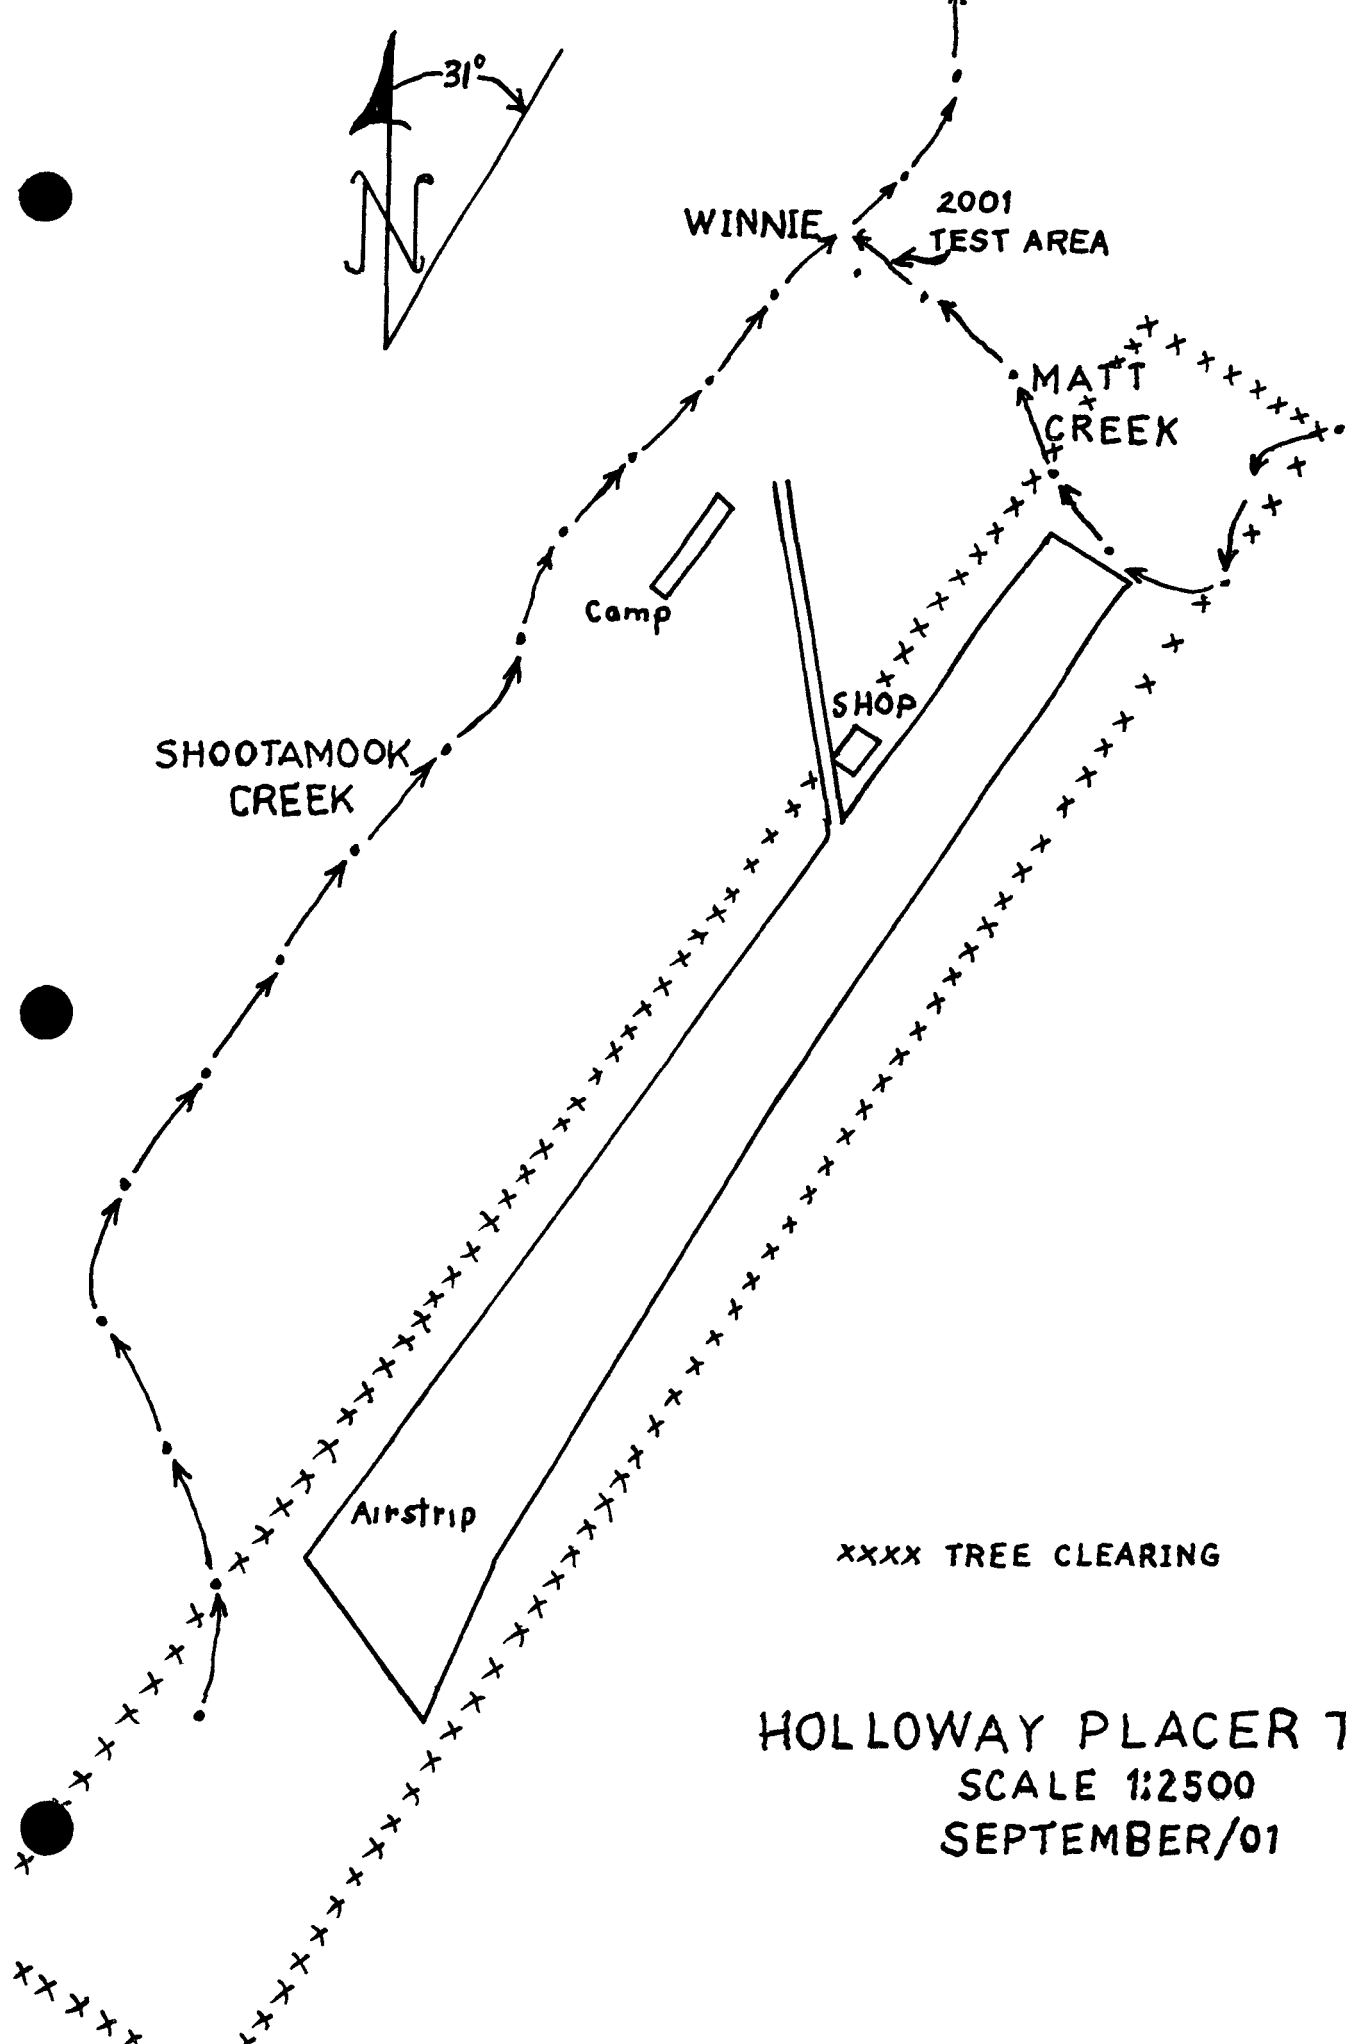 31°
N
WINNIE
2001
TEST AREA
MATT
CREEK
Camp
SHOP
SHOOTAMOOK
CREEK
Airstrip
xxxx TREE CLEARING
HOLLOWAY PLACER T
SCALE 1:2500
SEPTEMBER/01